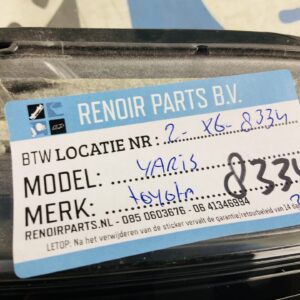 RENOIR PARTS B.V.
BTW LOCATIE NR : 2-X6-8334
MODEL: YARIS
MERK: toyota 8334
RENOIRPARTS.NL - 085 0603676 - 06 41346994
LETOP: Na het verwijderen van de sticker vervalt de garantie/retourbeleid van 14 d